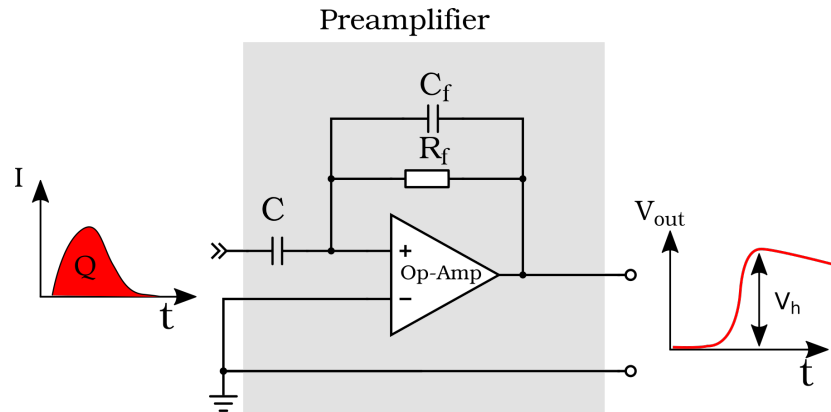 Preamplifier
C_f
R_f
I
C
V_out
+
Q
Op-Amp
−
V_h
t
t